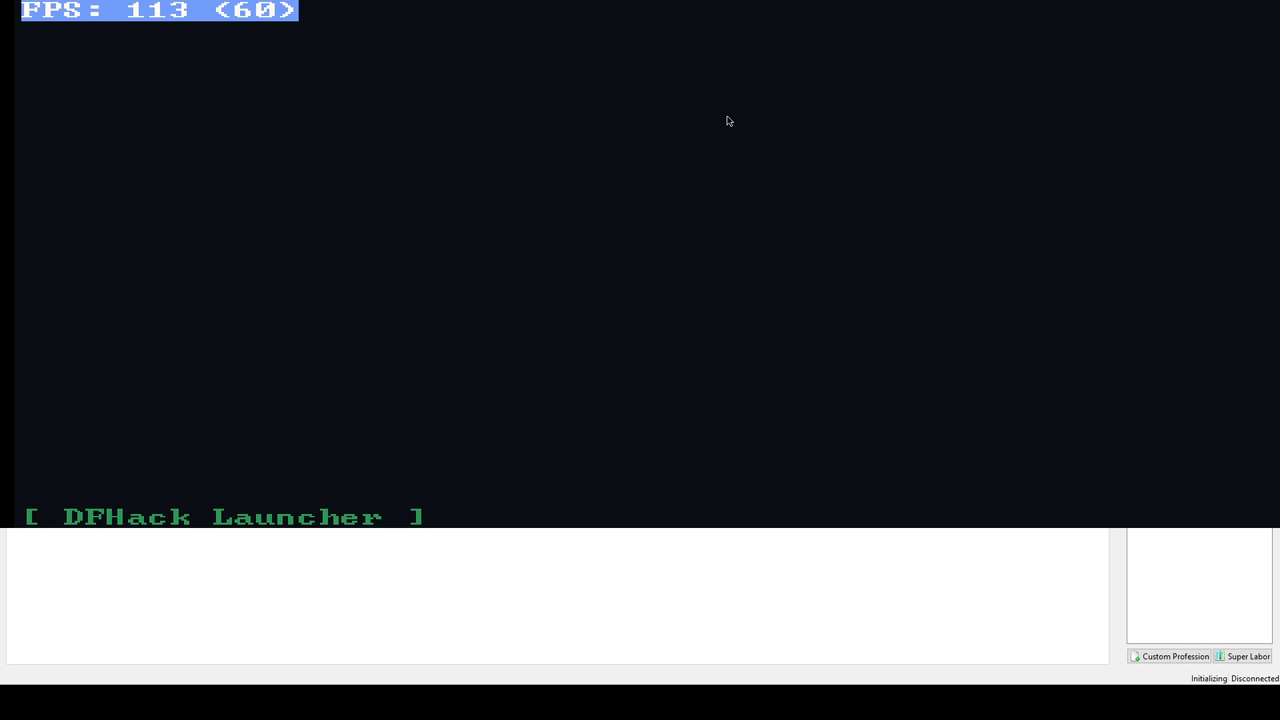 FPS: 113 (60)
[ DFHack Launcher ]
Custom Profession Super Labor
Initializing Disconnected